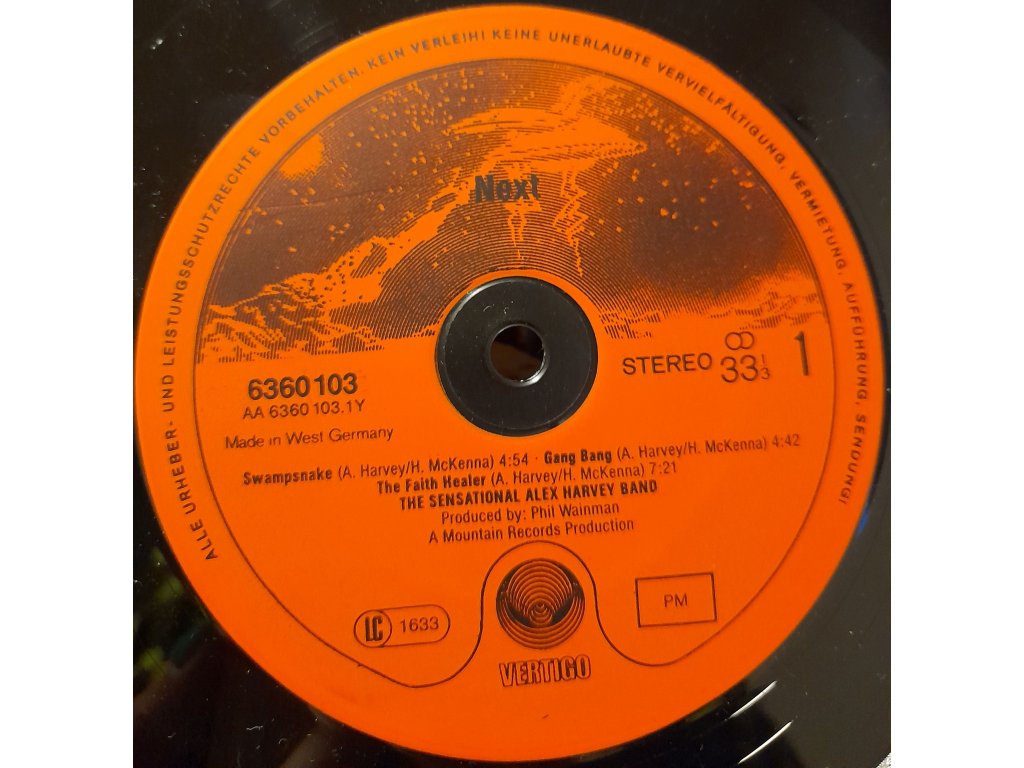 ALLE URHEBER- UND LEISTUNGSSCHUTZRECHTE VORBEHALTEN. KEIN VERLEIH! KEINE UNERLAUBTE VERVIELFÄLTIGUNG, VERMIETUNG, AUFFÜHRUNG, SENDUNG!
Next
6360 103
AA 6360 103.1Y
Made in West Germany
STEREO 33 1/3
1
Swampsnake (A. Harvey/H. McKenna) 4:54 · Gang Bang (A. Harvey/H. McKenna) 4:42
The Faith Healer (A. Harvey/H. McKenna) 7:21
THE SENSATIONAL ALEX HARVEY BAND
Produced by: Phil Wainman
A Mountain Records Production
LC 1633
PM
VERTIGO